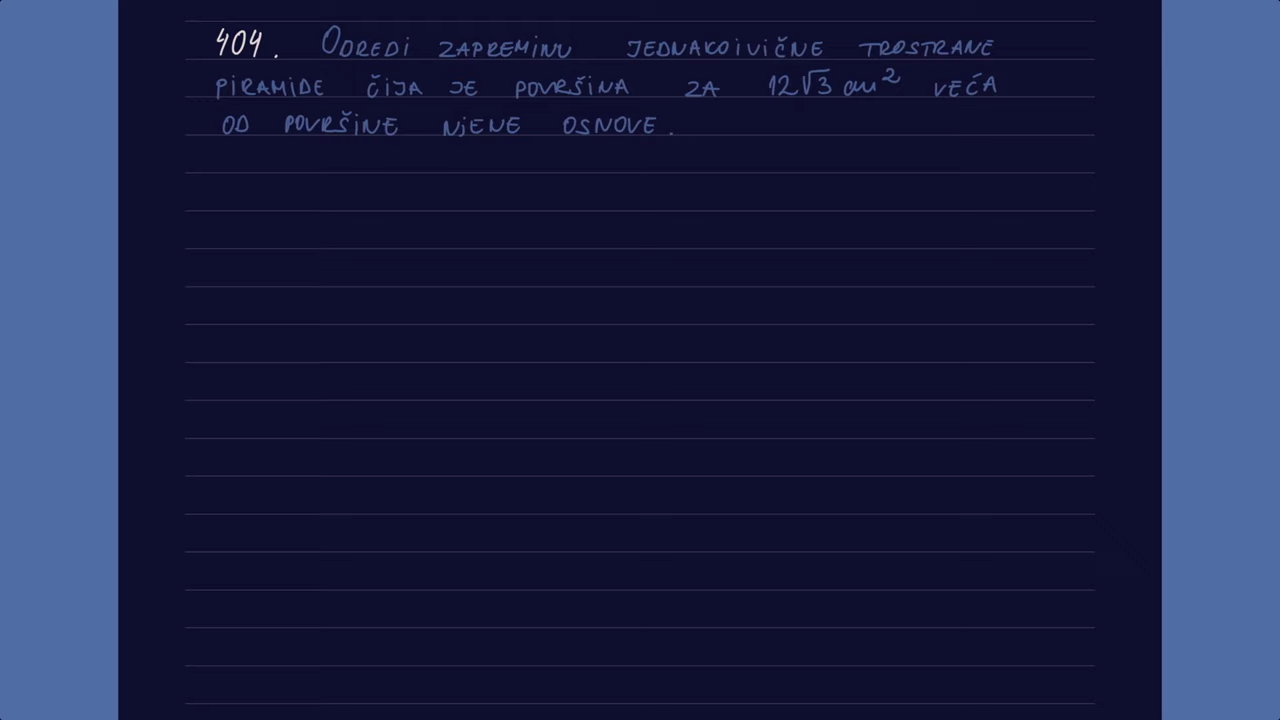 404. ODREDI ZAPREMINU JEDNAKOIVIČNE TROSTRANE
PIRAMIDE ČIJA JE POVRŠINA ZA 12√3 cm² VEĆA
OD POVRŠINE NJENE OSNOVE.